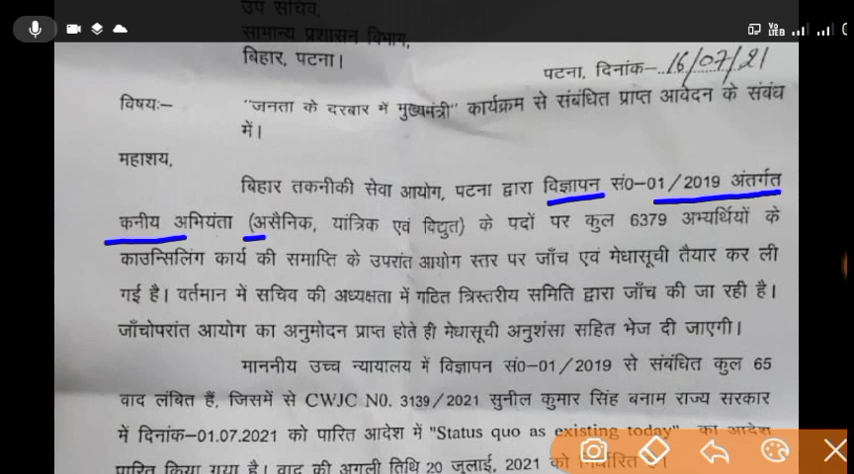 उप सचिव,
सामान्य प्रशासन विभाग,
बिहार, पटना।
पटना, दिनांक-..16/07/21
विषयः- "जनता के दरबार में मुख्यमंत्री" कार्यक्रम से संबंधित प्राप्त आवेदन के संबंध
में।
महाशय,
बिहार तकनीकी सेवा आयोग, पटना द्वारा विज्ञापन सं0-01/2019 अंतर्गत
कनीय अभियंता (असैनिक, यांत्रिक एवं विद्युत) के पदों पर कुल 6379 अभ्यर्थियों के
काउन्सिलिंग कार्य की समाप्ति के उपरांत आयोग स्तर पर जाँच एवं मेधासूची तैयार कर ली
गई है। वर्तमान में सचिव की अध्यक्षता में गठित त्रिस्तरीय समिति द्वारा जाँच की जा रही है।
जाँचोपरांत आयोग का अनुमोदन प्राप्त होते ही मेधासूची अनुशंसा सहित भेज दी जाएगी।
माननीय उच्च न्यायालय में विज्ञापन सं0-01/2019 से संबंधित कुल 65
वाद लंबित हैं, जिसमें से CWJC N0. 3139/2021 सुनील कुमार सिंह बनाम राज्य सरकार
में दिनांक-01.07.2021 को पारित आदेश में "Status quo as existing today" का आदेश
पारित किया गया है। वाद की अगली तिथि 20 जुलाई, 2021 को निर्धारित है।